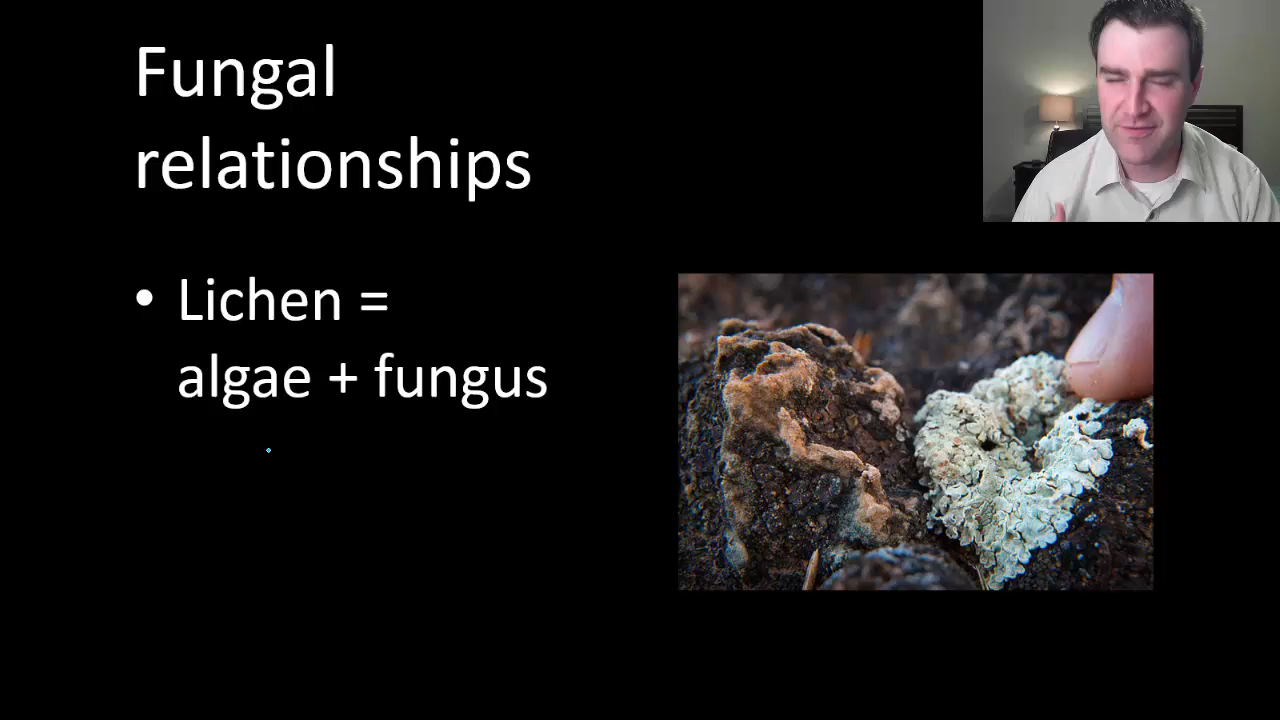 Fungal
relationships
• Lichen =
algae + fungus